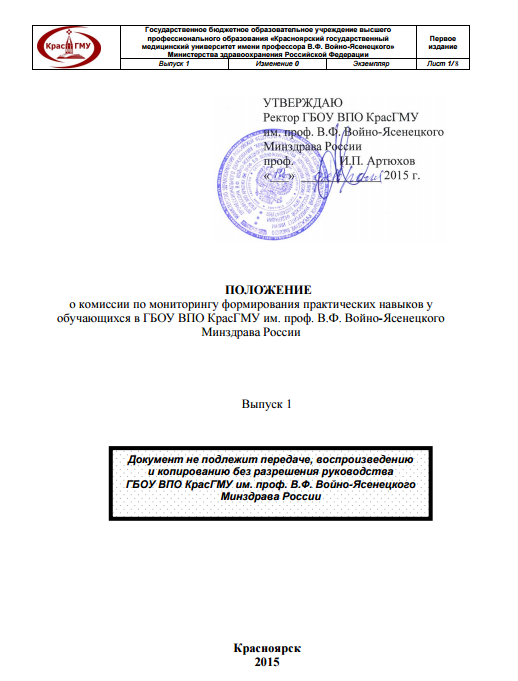 КрасГМУ
Государственное бюджетное образовательное учреждение высшего
профессионального образования «Красноярский государственный
медицинский университет имени профессора В.Ф. Войно-Ясенецкого»
Министерства здравоохранения Российской Федерации
Первое
издание
Выпуск 1
Изменение 0
Экземпляр
Лист 1/8
УТВЕРЖДАЮ
Ректор ГБОУ ВПО КрасГМУ
им. проф. В.Ф. Войно-Ясенецкого
Минздрава России
проф. И.П. Артюхов
« » 2015 г.
ПОЛОЖЕНИЕ
о комиссии по мониторингу формирования практических навыков у
обучающихся в ГБОУ ВПО КрасГМУ им. проф. В.Ф. Войно-Ясенецкого
Минздрава России
Выпуск 1
Документ не подлежит передаче, воспроизведению
и копированию без разрешения руководства
ГБОУ ВПО КрасГМУ им. проф. В.Ф. Войно-Ясенецкого
Минздрава России
Красноярск
2015